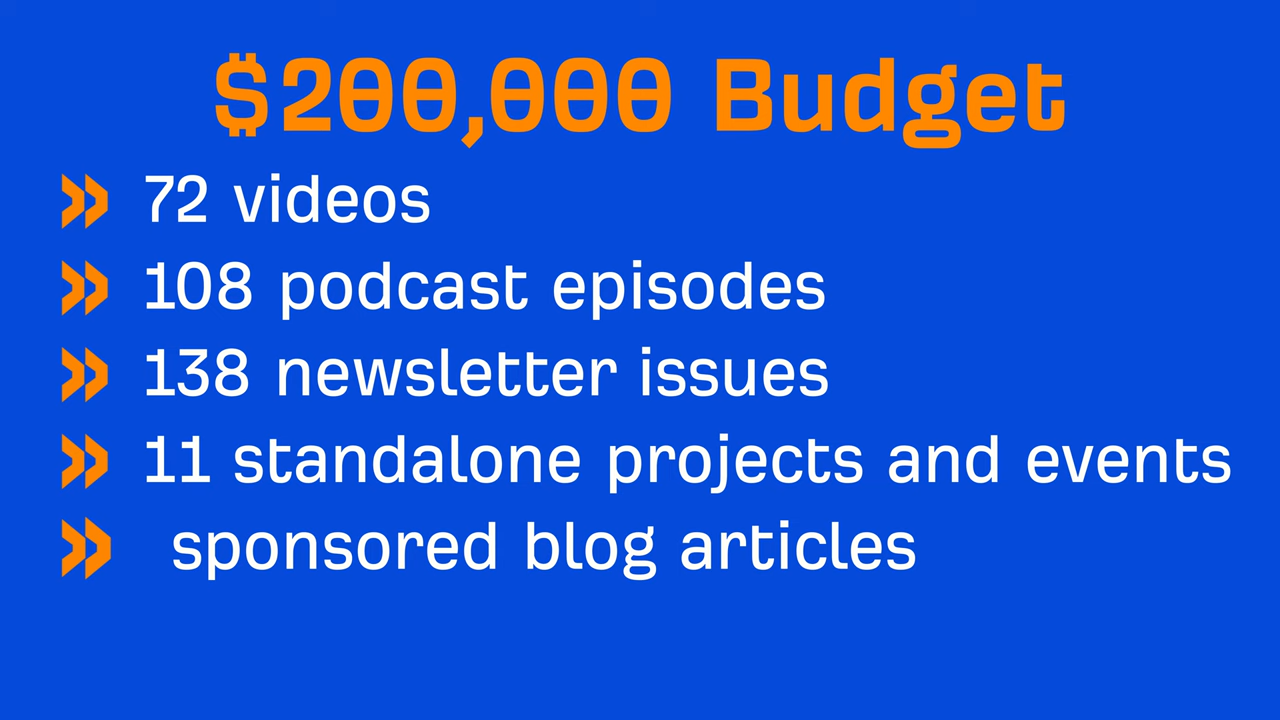 $200,000 Budget
» 72 videos
» 108 podcast episodes
» 138 newsletter issues
» 11 standalone projects and events
» sponsored blog articles